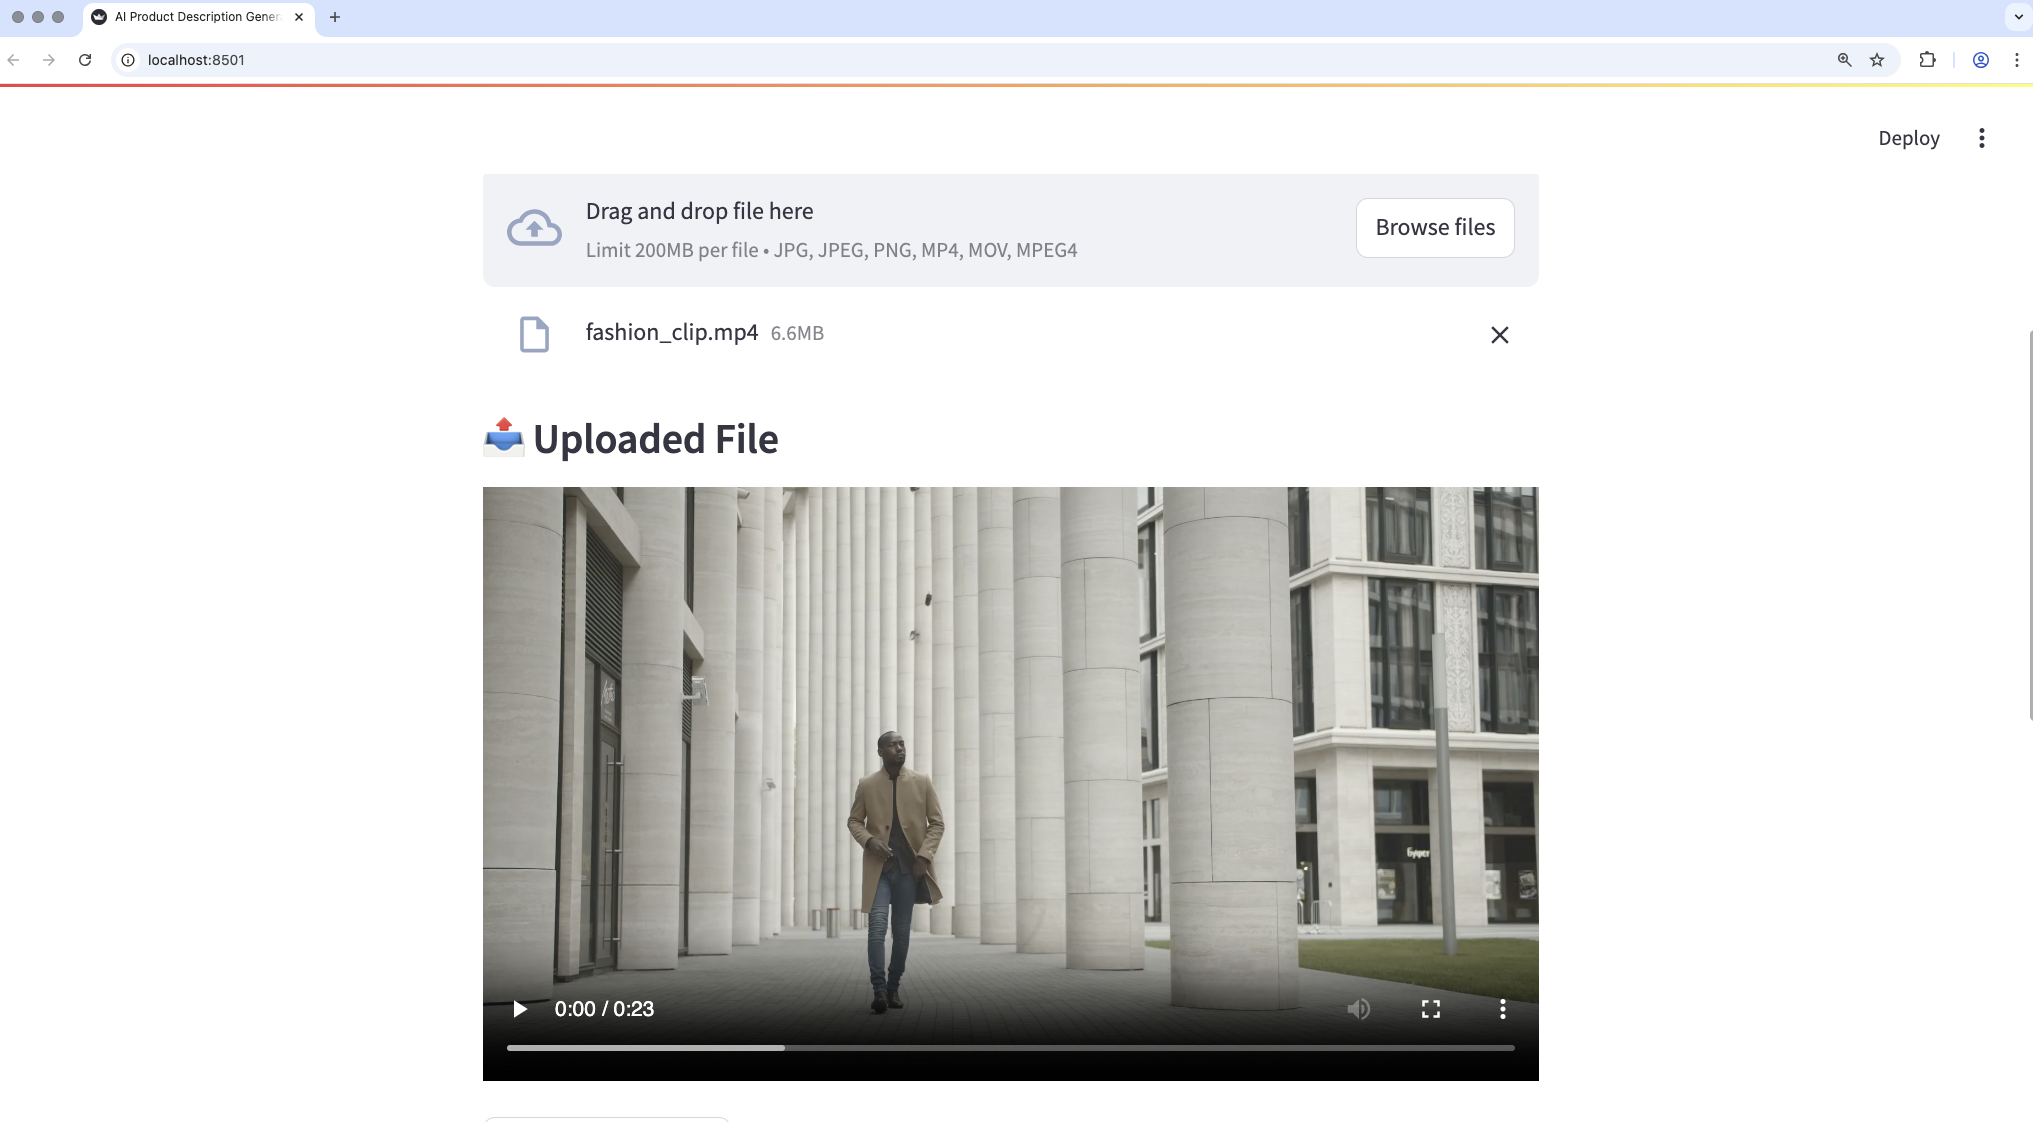 AI Product Description Gener
localhost:8501
Deploy
Drag and drop file here
Limit 200MB per file • JPG, JPEG, PNG, MP4, MOV, MPEG4
Browse files
fashion_clip.mp4 6.6MB
Uploaded File
Буфет
0:00 / 0:23